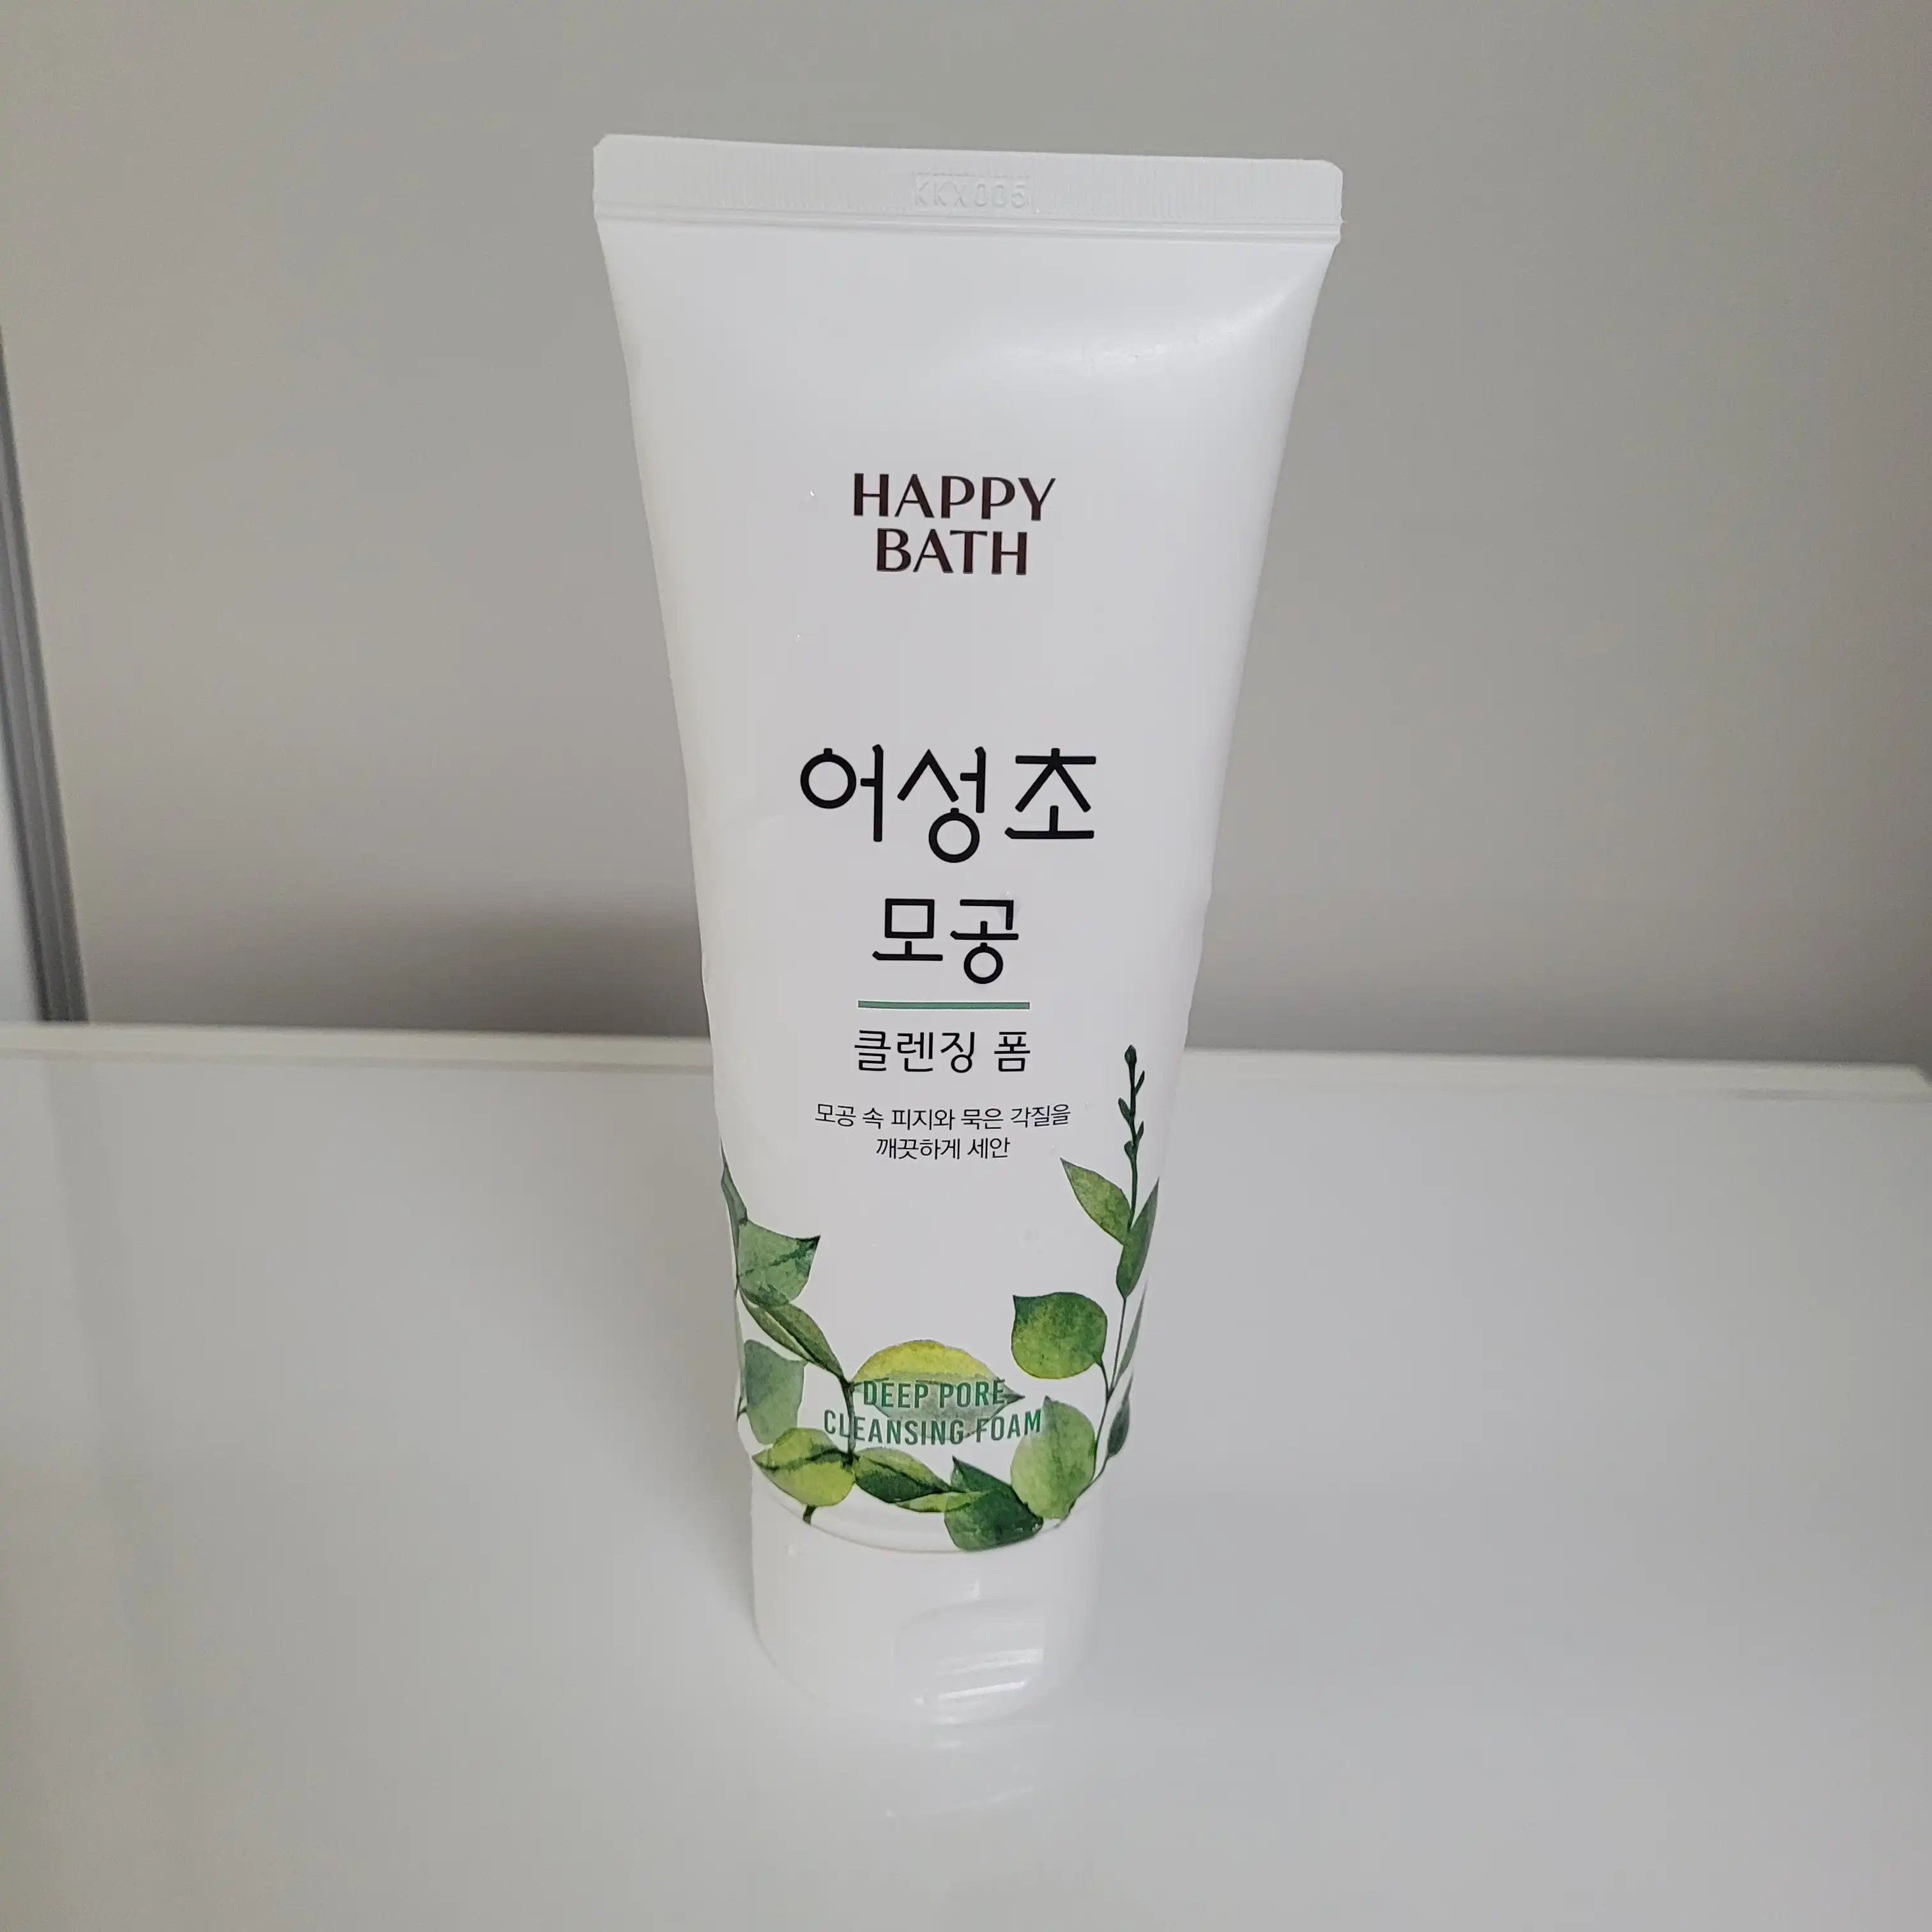 KKX005
HAPPY
BATH
어성초
모공
클렌징 폼
모공 속 피지와 묵은 각질을
깨끗하게 세안
DEEP PORE
CLEANSING FOAM